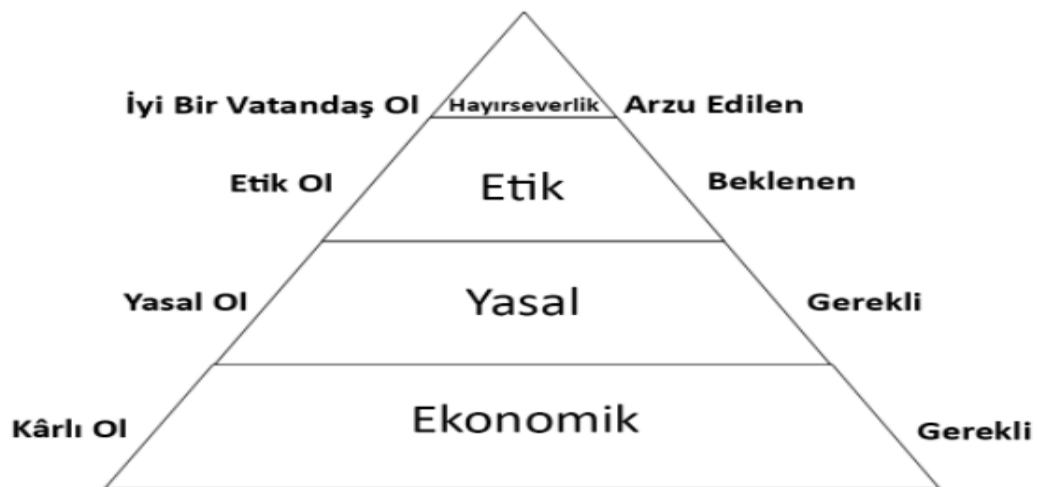 İyi Bir Vatandaş Ol Hayırseverlik Arzu Edilen
Etik Ol Etik Beklenen
Yasal Ol Yasal Gerekli
Kârlı Ol Ekonomik Gerekli